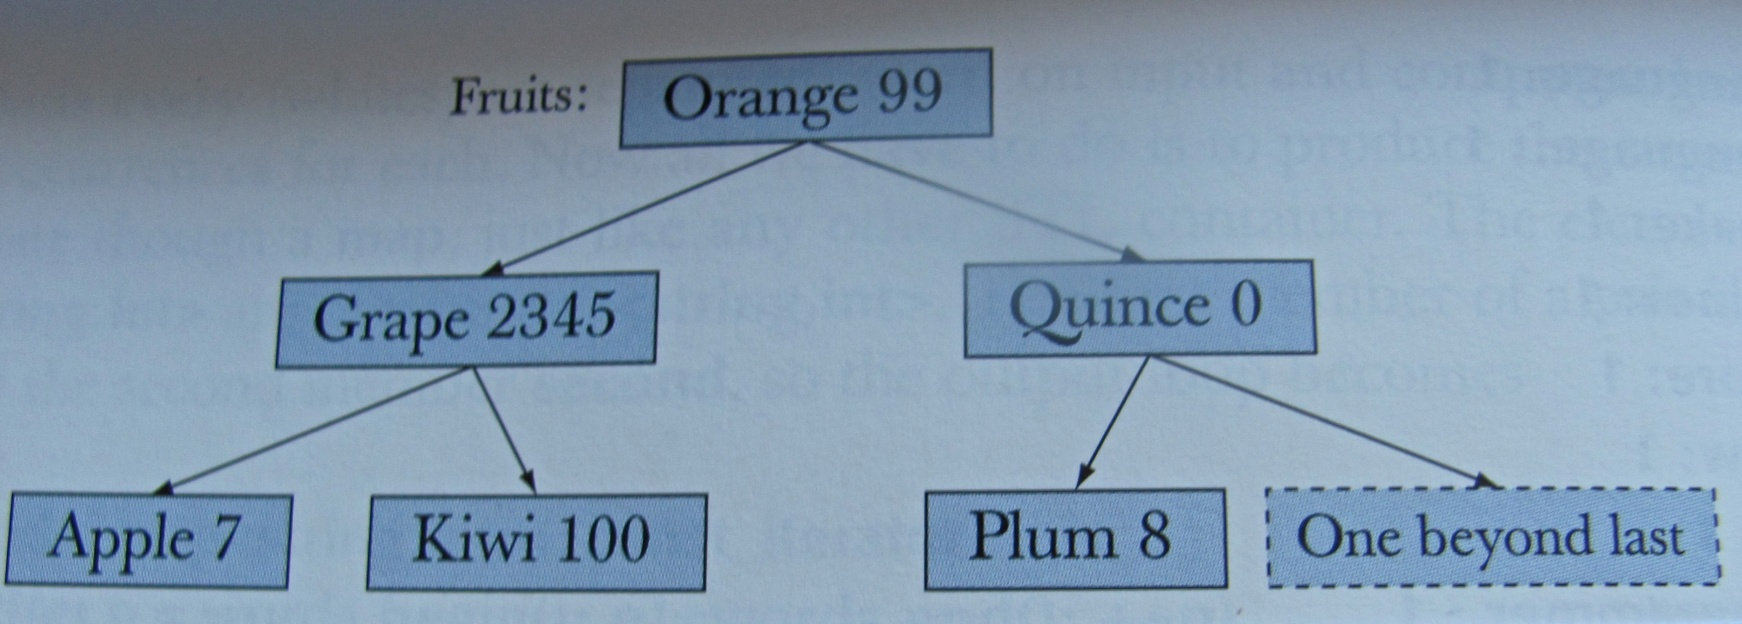 Fruits: Orange 99
Grape 2345 Quince 0
Apple 7 Kiwi 100 Plum 8 One beyond last